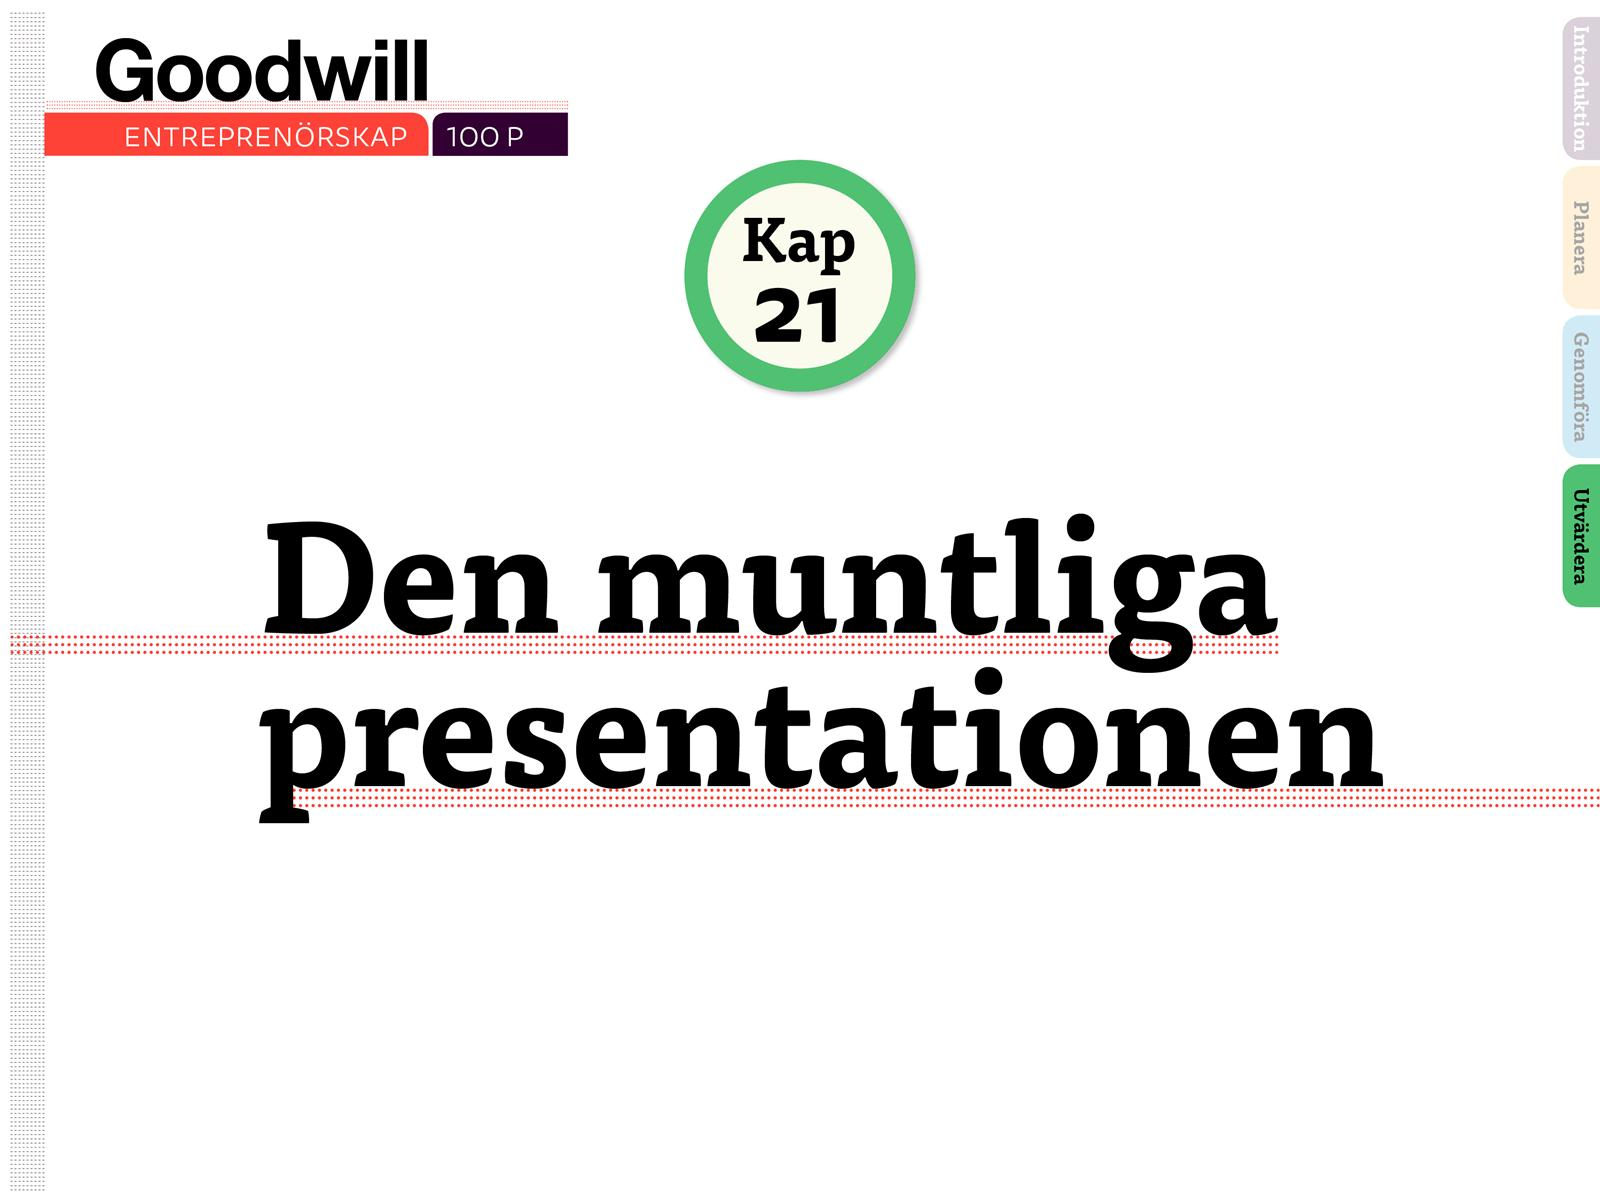 Goodwill
ENTREPRENÖRSKAP 100 P
Kap
21
Den muntliga
presentationen
Introduktion
Planera
Genomföra
Utvärdera